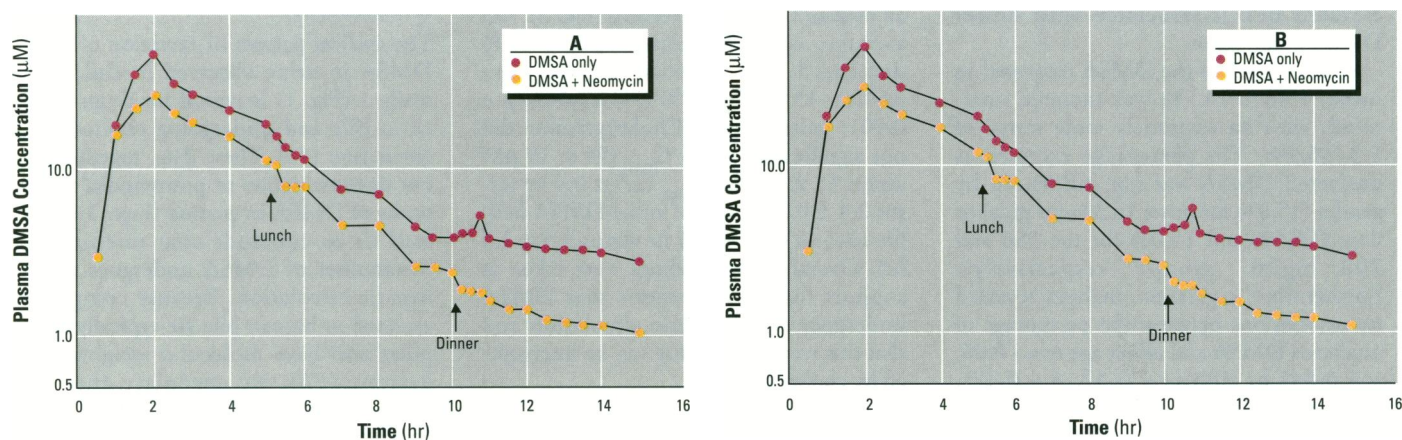 A
DMSA only
DMSA + Neomycin
Plasma DMSA Concentration (µM)
10.0
1.0
0.5
Lunch
Dinner
0 2 4 6 8 10 12 14 16
Time (hr)
B
DMSA only
DMSA + Neomycin
Plasma DMSA Concentration (µM)
10.0
1.0
0.5
Lunch
Dinner
0 2 4 6 8 10 12 14 16
Time (hr)